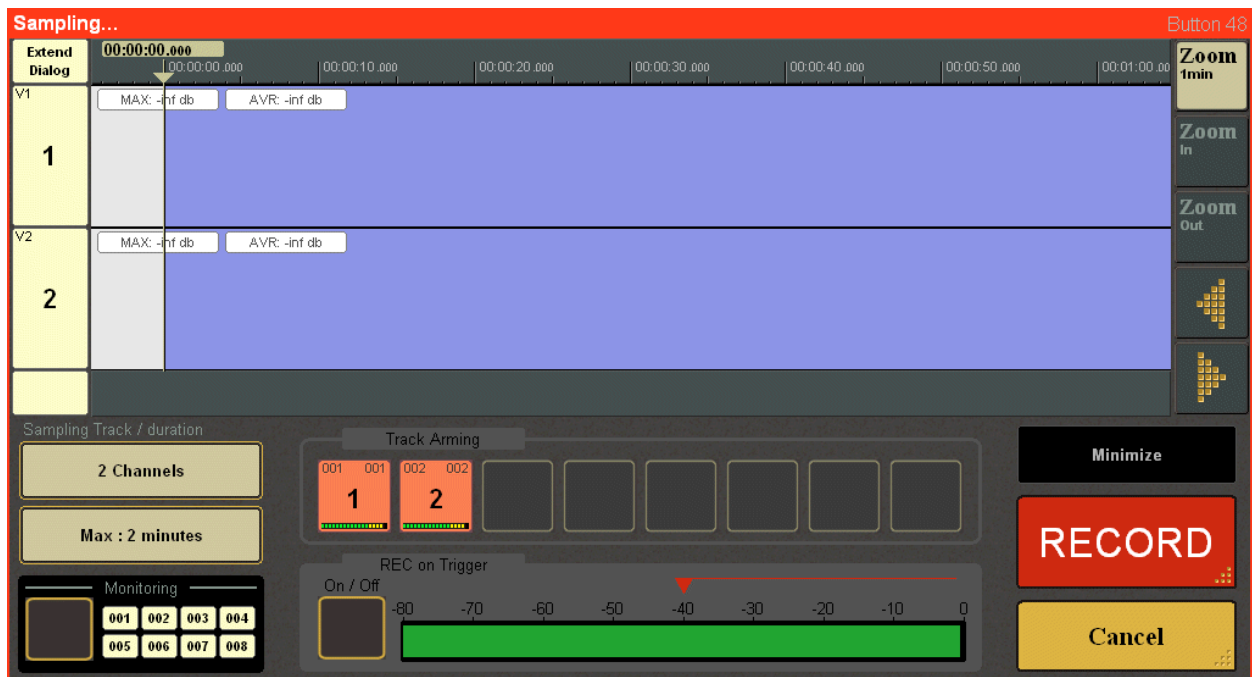 Sampling...
Button 48
Extend
Dialog
00:00:00.000
00:00:00.000 00:00:10.000 00:00:20.000 00:00:30.000 00:00:40.000 00:00:50.000 00:01:00.00
Zoom
1min
V1
MAX: -inf db AVR: -inf db
1
Zoom
In
Zoom
Out
V2
MAX: -inf db AVR: -inf db
2
Sampling Track / duration
2 Channels
Max : 2 minutes
Monitoring
001 002 003 004
005 006 007 008
Track Arming
001 001 002 002
1 2
REC on Trigger
On / Off
-80 -70 -60 -50 -40 -30 -20 -10 0
Minimize
RECORD
Cancel